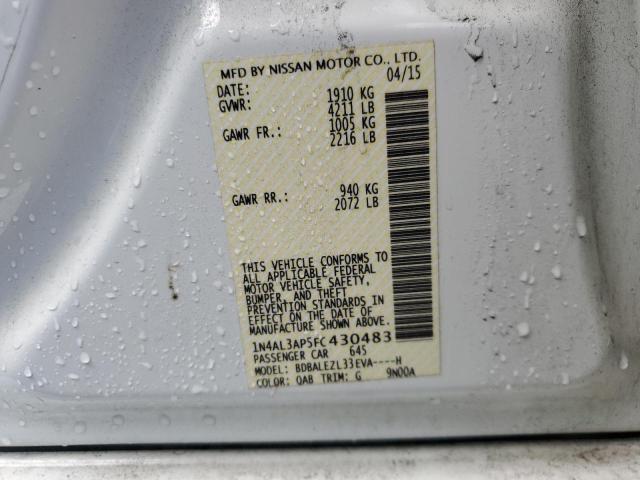 MFD BY NISSAN MOTOR CO., LTD.
DATE: 04/15
GVWR: 1910 KG
4211 LB
GAWR FR.: 1005 KG
2216 LB
GAWR RR.: 940 KG
2072 LB
THIS VEHICLE CONFORMS TO
ALL APPLICABLE FEDERAL
MOTOR VEHICLE SAFETY,
BUMPER, AND THEFT
PREVENTION STANDARDS IN
EFFECT ON THE DATE OF
MANUFACTURE SHOWN ABOVE.
1N4AL3AP5FC430483
PASSENGER CAR 645
MODEL: BDBALEZL33EVA----H
COLOR: QAB TRIM: G 9N00A